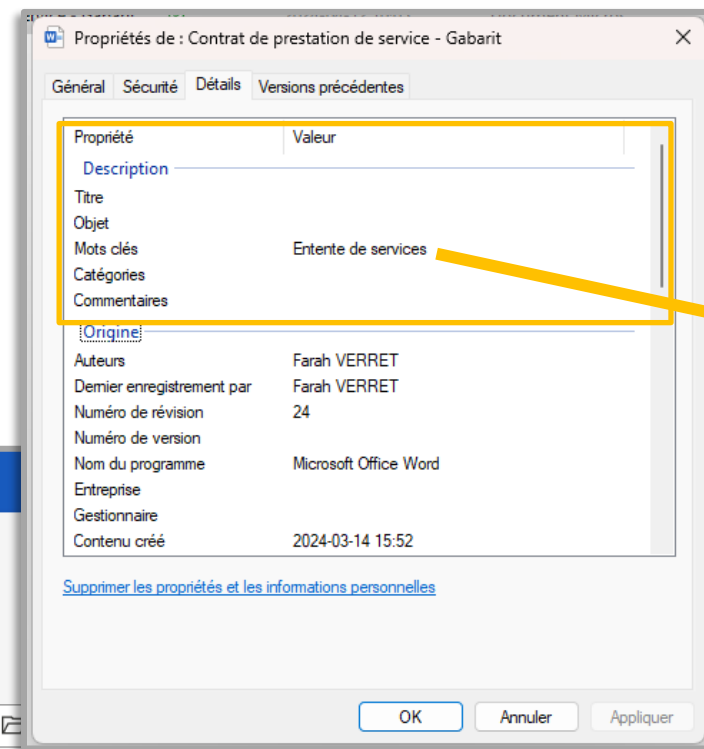 Propriétés de : Contrat de prestation de service - Gabarit
Général Sécurité Détails Versions précédentes
Propriété Valeur
Description
Titre
Objet
Mots clés Entente de services
Catégories
Commentaires
Origine
Auteurs Farah VERRET
Dernier enregistrement par Farah VERRET
Numéro de révision 24
Numéro de version
Nom du programme Microsoft Office Word
Entreprise
Gestionnaire
Contenu créé 2024-03-14 15:52
Supprimer les propriétés et les informations personnelles
OK Annuler Appliquer